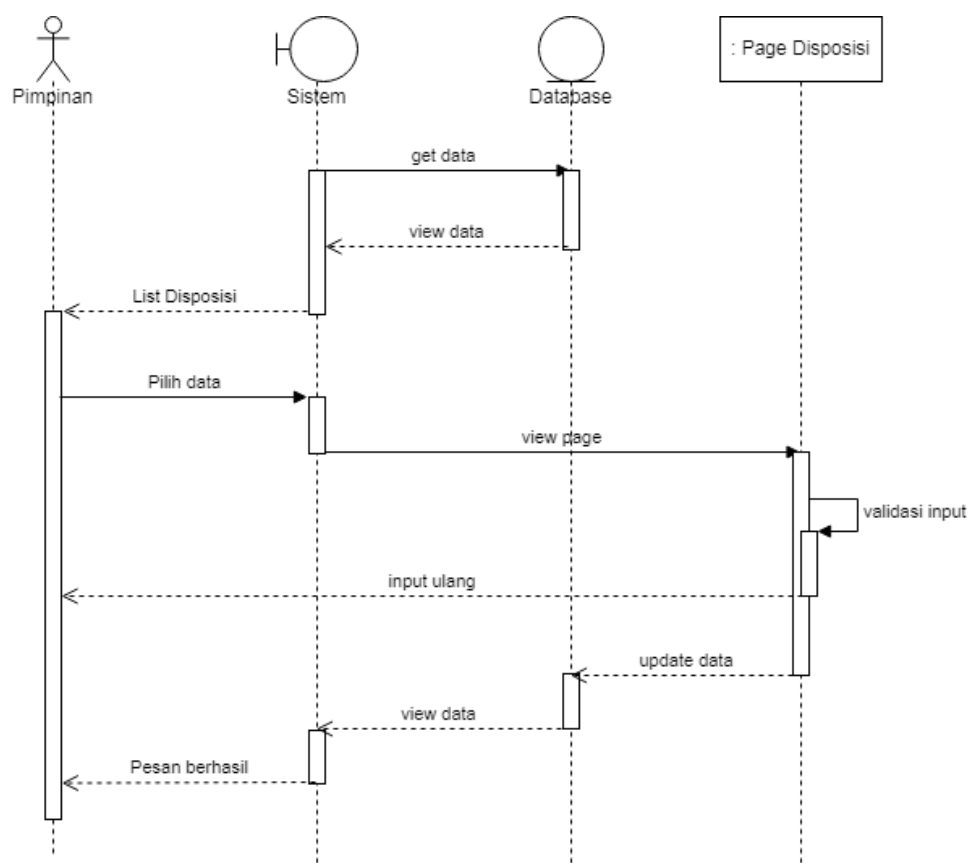 Pimpinan
Sistem
Database
: Page Disposisi
get data
view data
List Disposisi
Pilih data
view page
validasi input
input ulang
update data
view data
Pesan berhasil